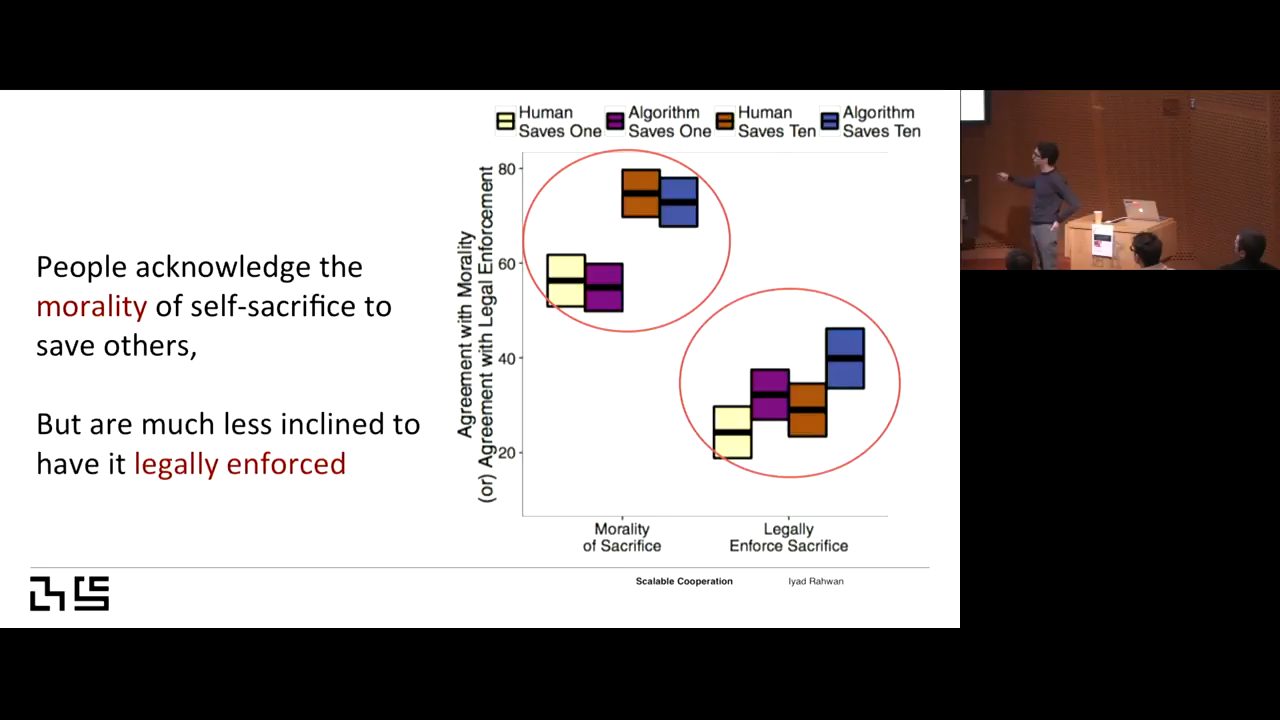 Human
Saves One
Algorithm
Saves One
Human
Saves Ten
Algorithm
Saves Ten
People acknowledge the
morality of self-sacrifice to
save others,
But are much less inclined to
have it legally enforced
Agreement with Morality
(or) Agreement with Legal Enforcement
80
60
40
20
Morality
of Sacrifice
Legally
Enforce Sacrifice
Scalable Cooperation
Iyad Rahwan